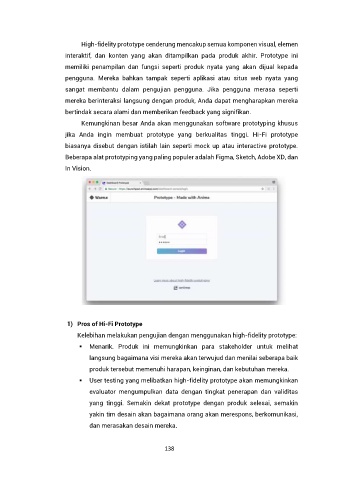 High-fidelity prototype cenderung mencakup semua komponen visual, elemen
interaktif, dan konten yang akan ditampilkan pada produk akhir. Prototype ini
memiliki penampilan dan fungsi seperti produk nyata yang akan dijual kepada
pengguna. Mereka bahkan tampak seperti aplikasi atau situs web nyata yang
sangat membantu dalam pengujian pengguna. Jika pengguna merasa seperti
mereka berinteraksi langsung dengan produk, Anda dapat mengharapkan mereka
bertindak secara alami dan memberikan feedback yang signifikan.
Kemungkinan besar Anda akan menggunakan software prototyping khusus
jika Anda ingin membuat prototype yang berkualitas tinggi. Hi-Fi prototype
biasanya disebut dengan istilah lain seperti mock up atau interactive prototype.
Beberapa alat prototyping yang paling populer adalah Figma, Sketch, Adobe XD, dan
In Vision.
Prototype - Made with Anima
1) Pros of Hi-Fi Prototype
Kelebihan melakukan pengujian dengan menggunakan high-fidelity prototype:
• Menarik. Produk ini memungkinkan para stakeholder untuk melihat
langsung bagaimana visi mereka akan terwujud dan menilai seberapa baik
produk tersebut memenuhi harapan, keinginan, dan kebutuhan mereka.
• User testing yang melibatkan high-fidelity prototype akan memungkinkan
evaluator mengumpulkan data dengan tingkat penerapan dan validitas
yang tinggi. Semakin dekat prototype dengan produk selesai, semakin
yakin tim desain akan bagaimana orang akan merespons, berkomunikasi,
dan merasakan desain mereka.
138